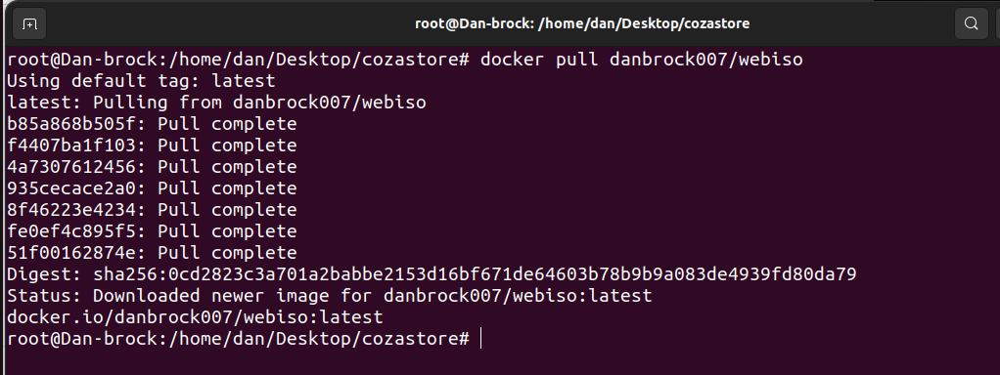 root@Dan-brock: /home/dan/Desktop/cozastore
root@Dan-brock:/home/dan/Desktop/cozastore# docker pull danbrock007/webiso
Using default tag: latest
latest: Pulling from danbrock007/webiso
b85a868b505f: Pull complete
f4407ba1f103: Pull complete
4a7307612456: Pull complete
935cecace2a0: Pull complete
8f46223e4234: Pull complete
fe0ef4c895f5: Pull complete
51f00162874e: Pull complete
Digest: sha256:0cd2823c3a701a2babbe2153d16bf671de64603b78b9b9a083de4939fd80da79
Status: Downloaded newer image for danbrock007/webiso:latest
docker.io/danbrock007/webiso:latest
root@Dan-brock:/home/dan/Desktop/cozastore#